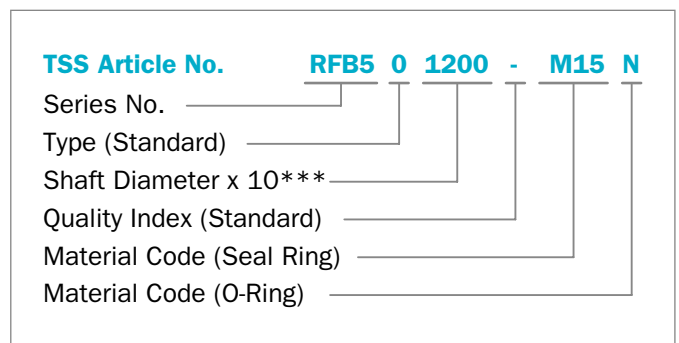 TSS Article No. RFB5 0 1200 - M15 N
Series No.
Type (Standard)
Shaft Diameter x 10***
Quality Index (Standard)
Material Code (Seal Ring)
Material Code (O-Ring)